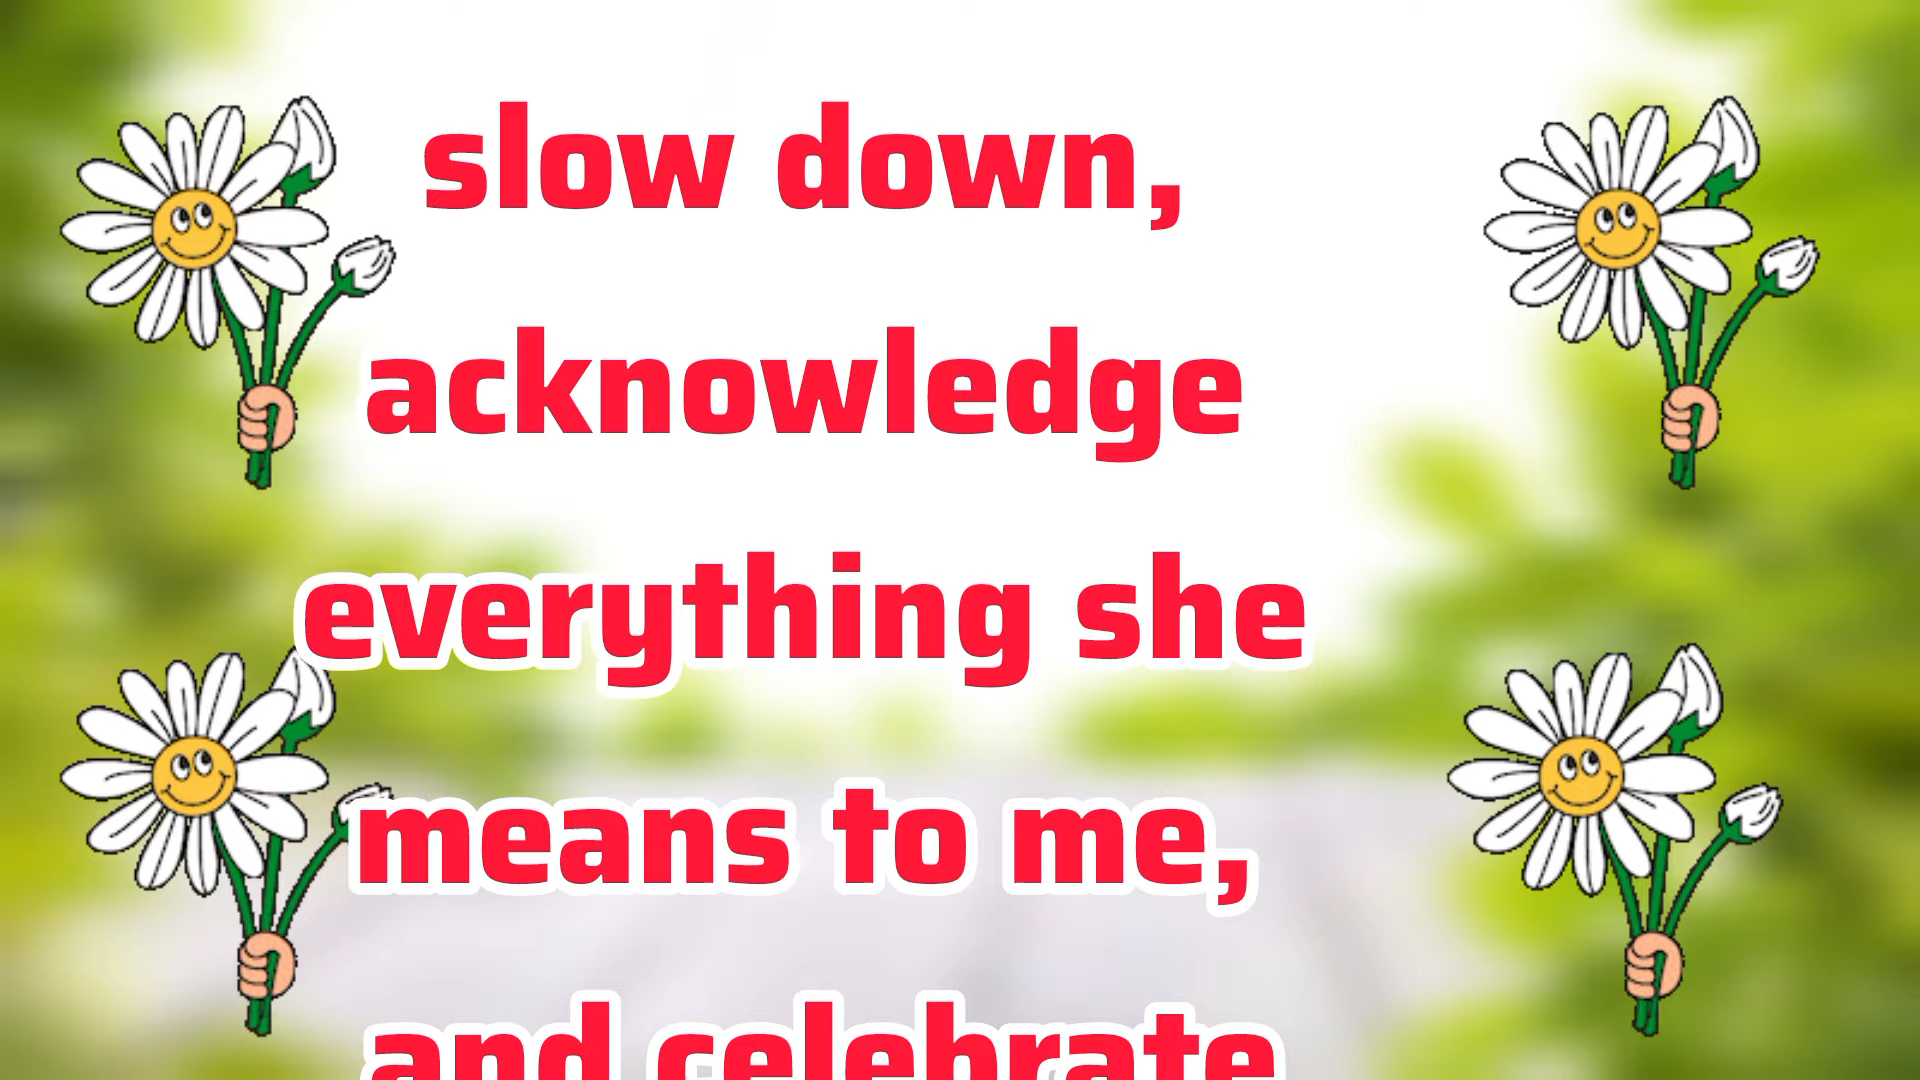 slow down,
acknowledge
everything she
means to me,
and celebrate